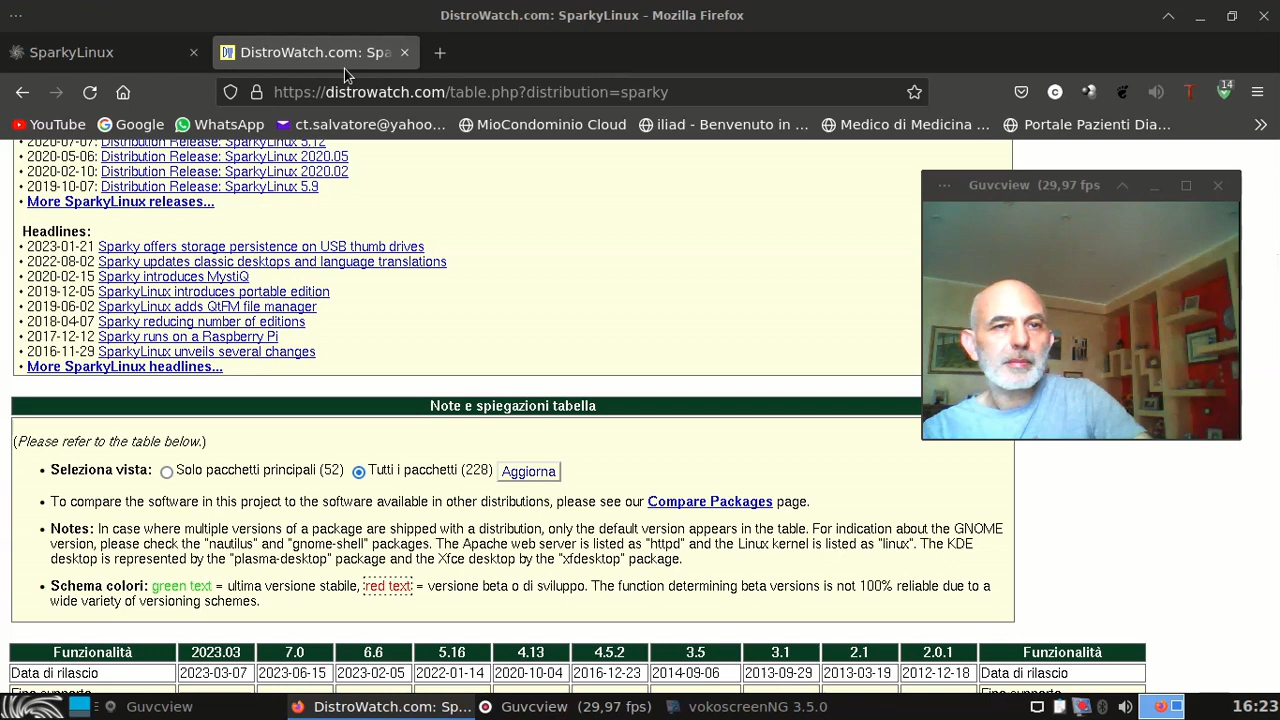 DistroWatch.com: SparkyLinux - Mozilla Firefox
SparkyLinux
DW DistroWatch.com: Spa
https://distrowatch.com/table.php?distribution=sparky
14
YouTube Google WhatsApp ct.salvatore@yahoo... MioCondominio Cloud iliad - Benvenuto in ... Medico di Medicina ... Portale Pazienti Dia...
• 2020-07-07: Distribution Release: SparkyLinux 5.12
• 2020-05-06: Distribution Release: SparkyLinux 2020.05
• 2020-02-10: Distribution Release: SparkyLinux 2020.02
• 2019-10-07: Distribution Release: SparkyLinux 5.9
• More SparkyLinux releases...
Guvcview (29,97 fps
Headlines:
• 2023-01-21 Sparky offers storage persistence on USB thumb drives
• 2022-08-02 Sparky updates classic desktops and language translations
• 2020-02-15 Sparky introduces MystiQ
• 2019-12-05 SparkyLinux introduces portable edition
• 2019-06-02 SparkyLinux adds QtFM file manager
• 2018-04-07 Sparky reducing number of editions
• 2017-12-12 Sparky runs on a Raspberry Pi
• 2016-11-29 SparkyLinux unveils several changes
• More SparkyLinux headlines...
Note e spiegazioni tabella
(Please refer to the table below.)
• Seleziona vista: Solo pacchetti principali (52) Tutti i pacchetti (228) Aggiorna
• To compare the software in this project to the software available in other distributions, please see our Compare Packages page.
• Notes: In case where multiple versions of a package are shipped with a distribution, only the default version appears in the table. For indication about the GNOME
version, please check the "nautilus" and "gnome-shell" packages. The Apache web server is listed as "httpd" and the Linux kernel is listed as "linux". The KDE
desktop is represented by the "plasma-desktop" package and the Xfce desktop by the "xfdesktop" package.
• Schema colori: green text = ultima versione stabile, red text = versione beta o di sviluppo. The function determining beta versions is not 100% reliable due to a
wide variety of versioning schemes.
Funzionalità 2023.03 7.0 6.6 5.16 4.13 4.5.2 3.5 3.1 2.1 2.0.1 Funzionalità
Data di rilascio 2023-03-07 2023-06-15 2023-02-05 2022-01-14 2020-10-04 2016-12-23 2014-09-06 2013-09-29 2013-03-19 2012-12-18 Data di rilascio
Guvcview DistroWatch.com: Sp... Guvcview (29,97 fps) vokoscreenNG 3.5.0 16:23